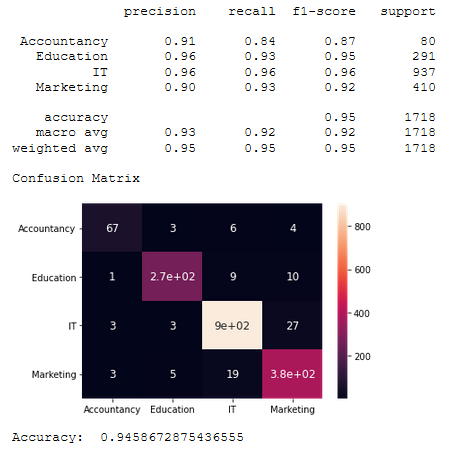 precision recall f1-score support
Accountancy 0.91 0.84 0.87 80
Education 0.96 0.93 0.95 291
IT 0.96 0.96 0.96 937
Marketing 0.90 0.93 0.92 410
accuracy 0.95 1718
macro avg 0.93 0.92 0.92 1718
weighted avg 0.95 0.95 0.95 1718
Confusion Matrix
Accountancy 67 3 6 4
Education 1 2.7e+02 9 10
IT 3 3 9e+02 27
Marketing 3 5 19 3.8e+02
Accountancy Education IT Marketing
800
600
400
200
Accuracy: 0.9458672875436555